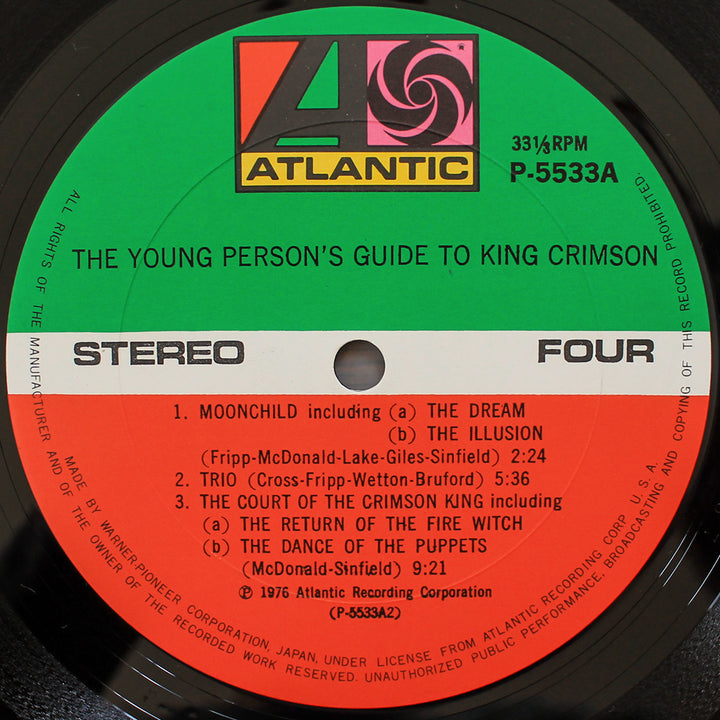 ATLANTIC
33⅓RPM
P-5533A
THE YOUNG PERSON'S GUIDE TO KING CRIMSON
STEREO
FOUR
1. MOONCHILD including (a) THE DREAM
(b) THE ILLUSION
(Fripp-McDonald-Lake-Giles-Sinfield) 2:24
2. TRIO (Cross-Fripp-Wetton-Bruford) 5:36
3. THE COURT OF THE CRIMSON KING including
(a) THE RETURN OF THE FIRE WITCH
(b) THE DANCE OF THE PUPPETS
(McDonald-Sinfield) 9:21
℗ 1976 Atlantic Recording Corporation
(P-5533A2)
MADE BY WARNER-PIONEER CORPORATION, JAPAN, UNDER LICENSE FROM ATLANTIC RECORDING CORP. U.S.A.
ALL RIGHTS OF THE MANUFACTURER AND OF THE OWNER OF THE RECORDED WORK RESERVED. UNAUTHORIZED PUBLIC PERFORMANCE, BROADCASTING AND COPYING OF THIS RECORD PROHIBITED.